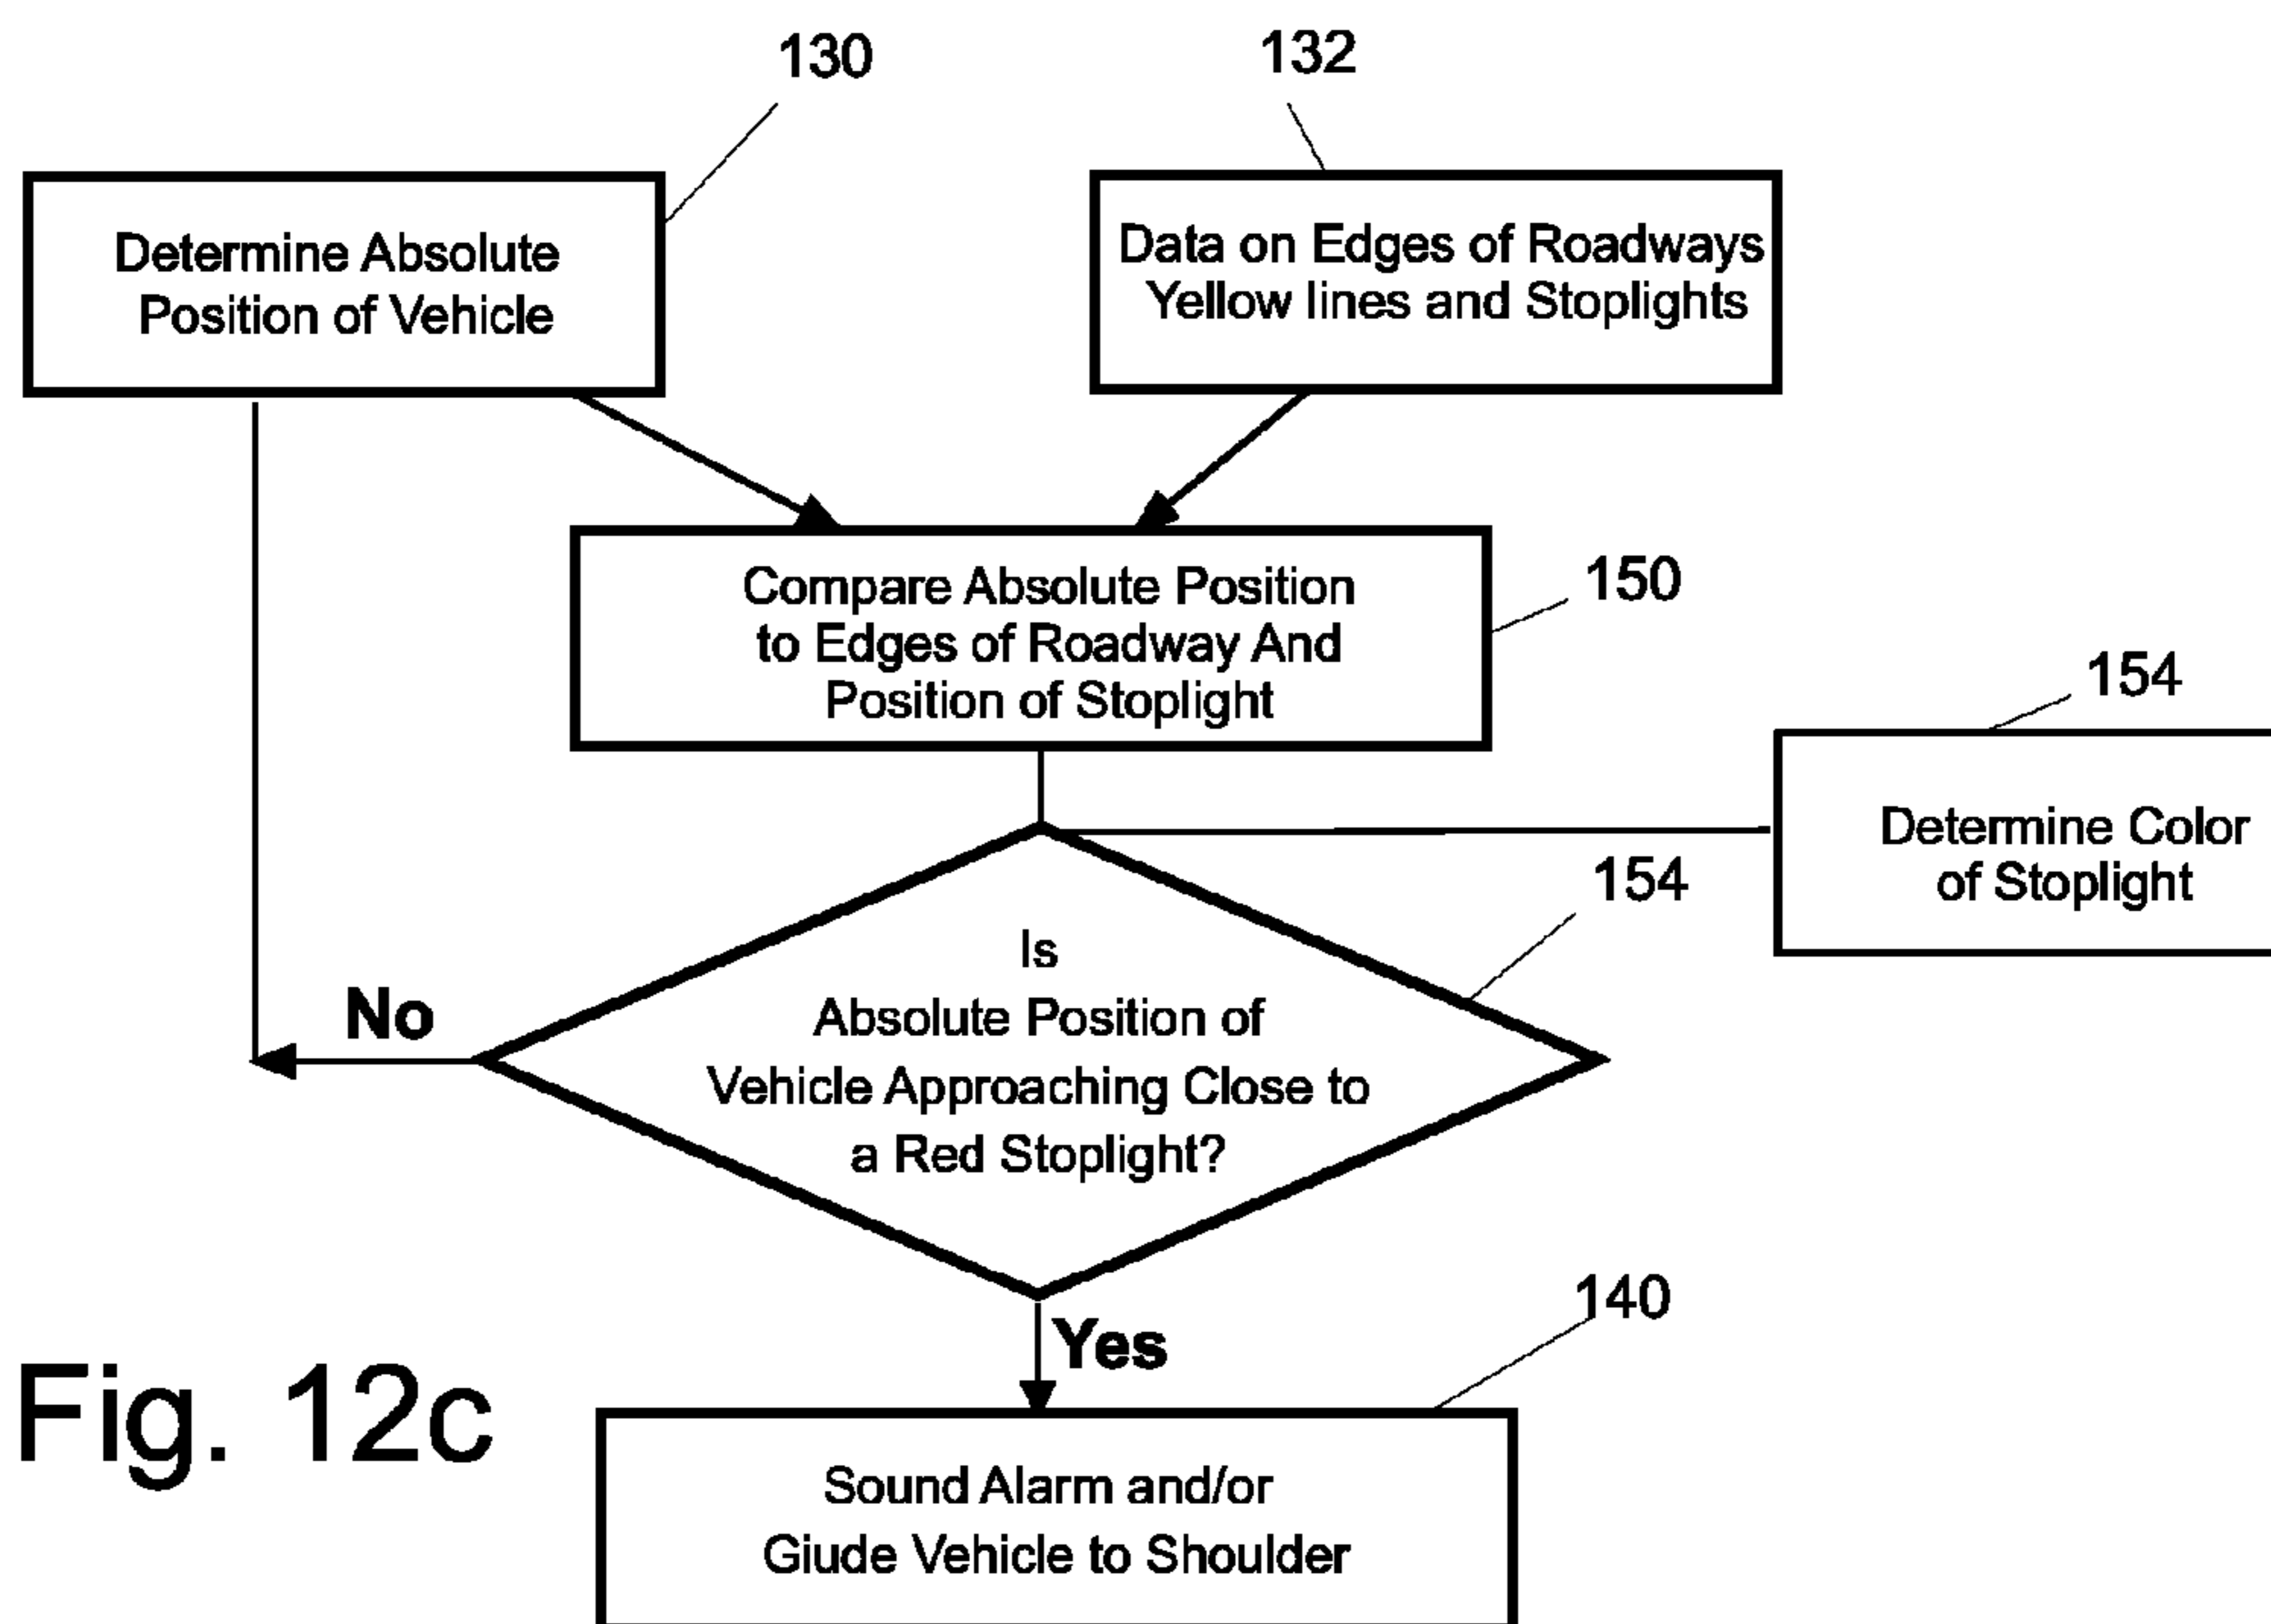 130
132
Determine Absolute
Position of Vehicle
Data on Edges of Roadways
Yellow lines and Stoplights
Compare Absolute Position
to Edges of Roadway And
Position of Stoplight
150
154
Determine Color
of Stoplight
154
Is
Absolute Position of
Vehicle Approaching Close to
a Red Stoplight?
No
Yes
140
Sound Alarm and/or
Giude Vehicle to Shoulder
Fig. 12c